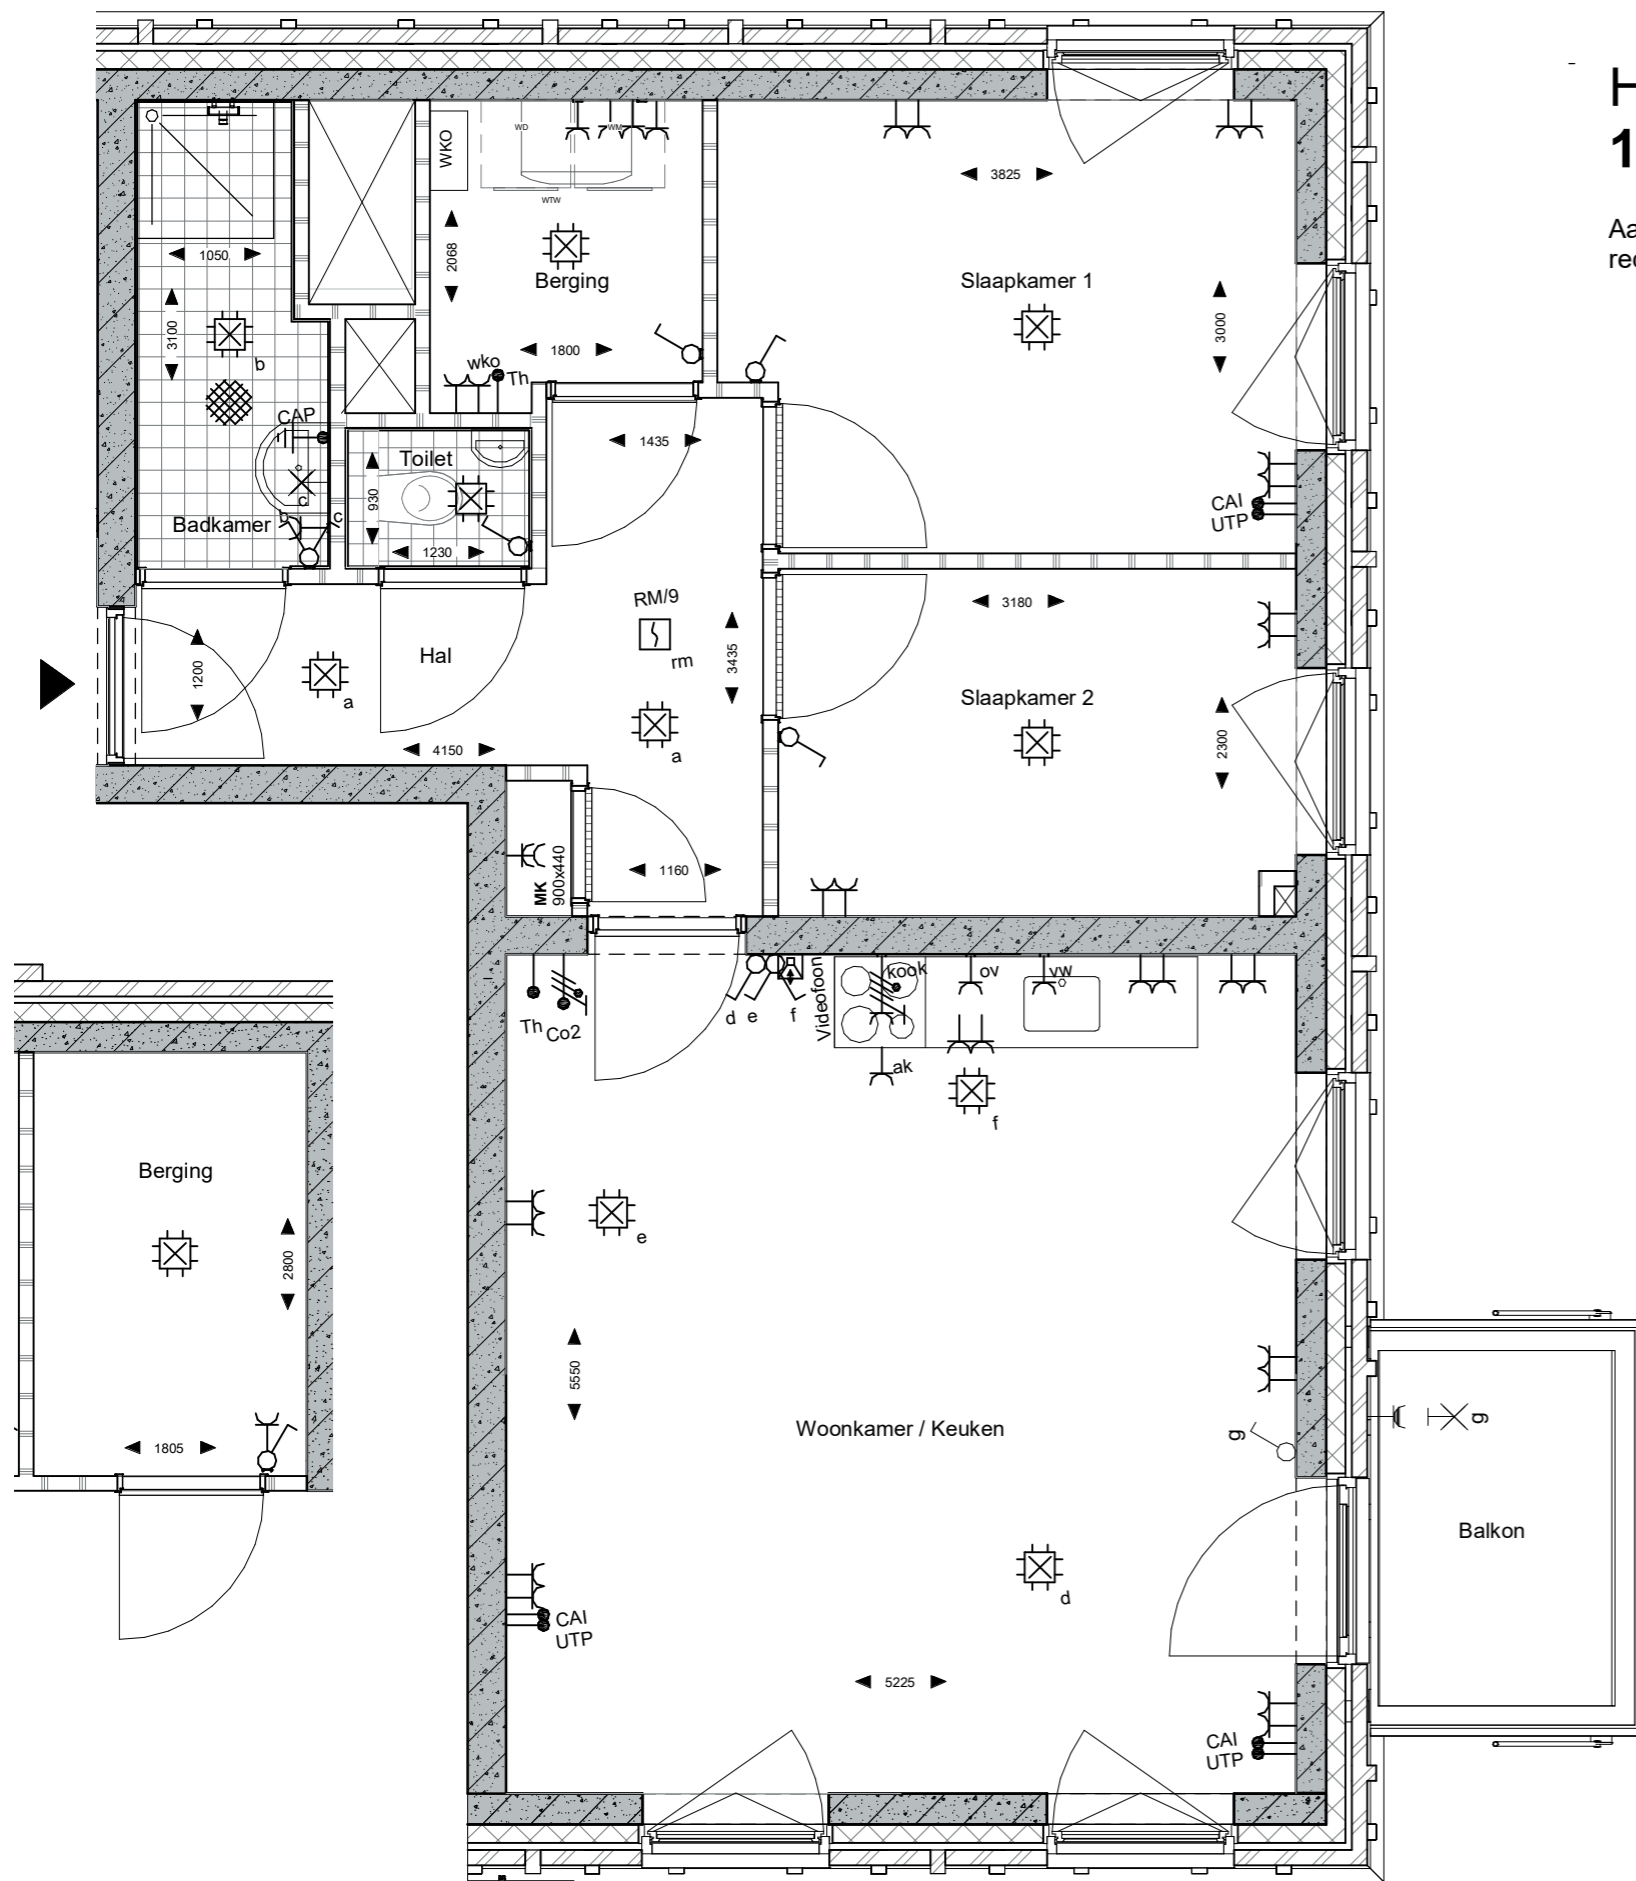 1
WKO
WD
WM
WTW
3825
Aa
1050
2068
Berging
Slaapkamer 1
3100
3000
b
1800
wko
Th
CAP
1435
Toilet
930
c
CAI
UTP
Badkamer
b
c
1230
RM/9
3180
Hal
rm
3435
1200
a
Slaapkamer 2
4150
a
2300
MK
900x440
1160
kook
ov
vw
Videofoon
Th
Co2
d
e
f
ak
f
Berging
e
2800
5550
Woonkamer / Keuken
g
g
1805
Balkon
d
CAI
UTP
5225
CAI
UTP